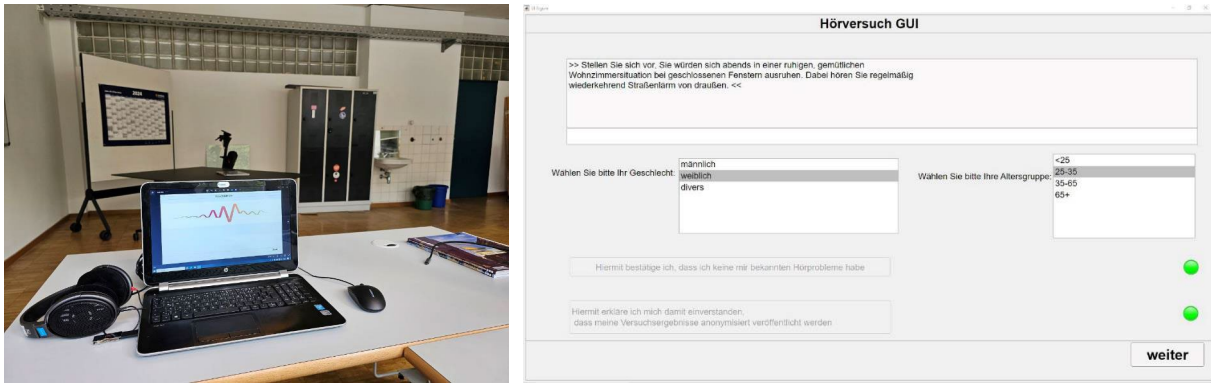 2024
hp
Hörversuch GUI
>> Stellen Sie sich vor, Sie würden sich abends in einer ruhigen, gemütlichen
Wohnzimmersituation bei geschlossenen Fenstern ausruhen. Dabei hören Sie regelmäßig
wiederkehrend Straßenlärm von draußen. <<
Wählen Sie bitte Ihr Geschlecht:
männlich
weiblich
divers
Wählen Sie bitte Ihre Altersgruppe:
<25
25-35
35-65
65+
Hiermit bestätige ich, dass ich keine mir bekannten Hörprobleme habe
Hiermit erkläre ich mich damit einverstanden,
dass meine Versuchsergebnisse anonymisiert veröffentlicht werden
weiter